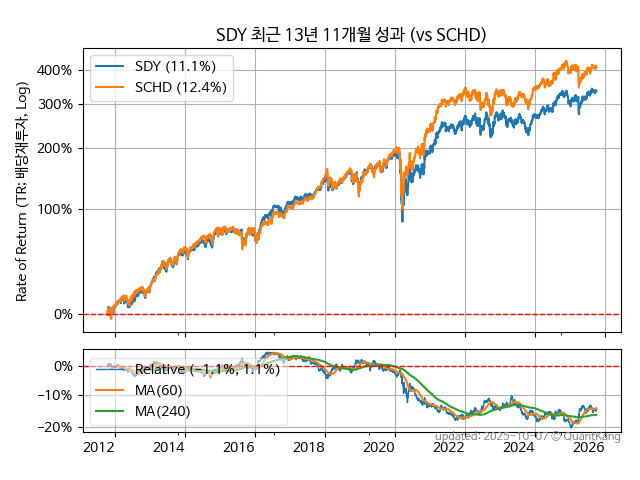 SDY 최근 13년 11개월 성과 (vs SCHD)
Rate of Return (TR; 배당재투자, Log)
SDY (11.1%)
SCHD (12.4%)
400%
300%
200%
100%
0%
Relative (−1.1%, 1.1%)
MA(60)
MA(240)
0%
−10%
−20%
2012 2014 2016 2018 2020 2022 2024 2026
updated: 2025-10-07 © QuantKang